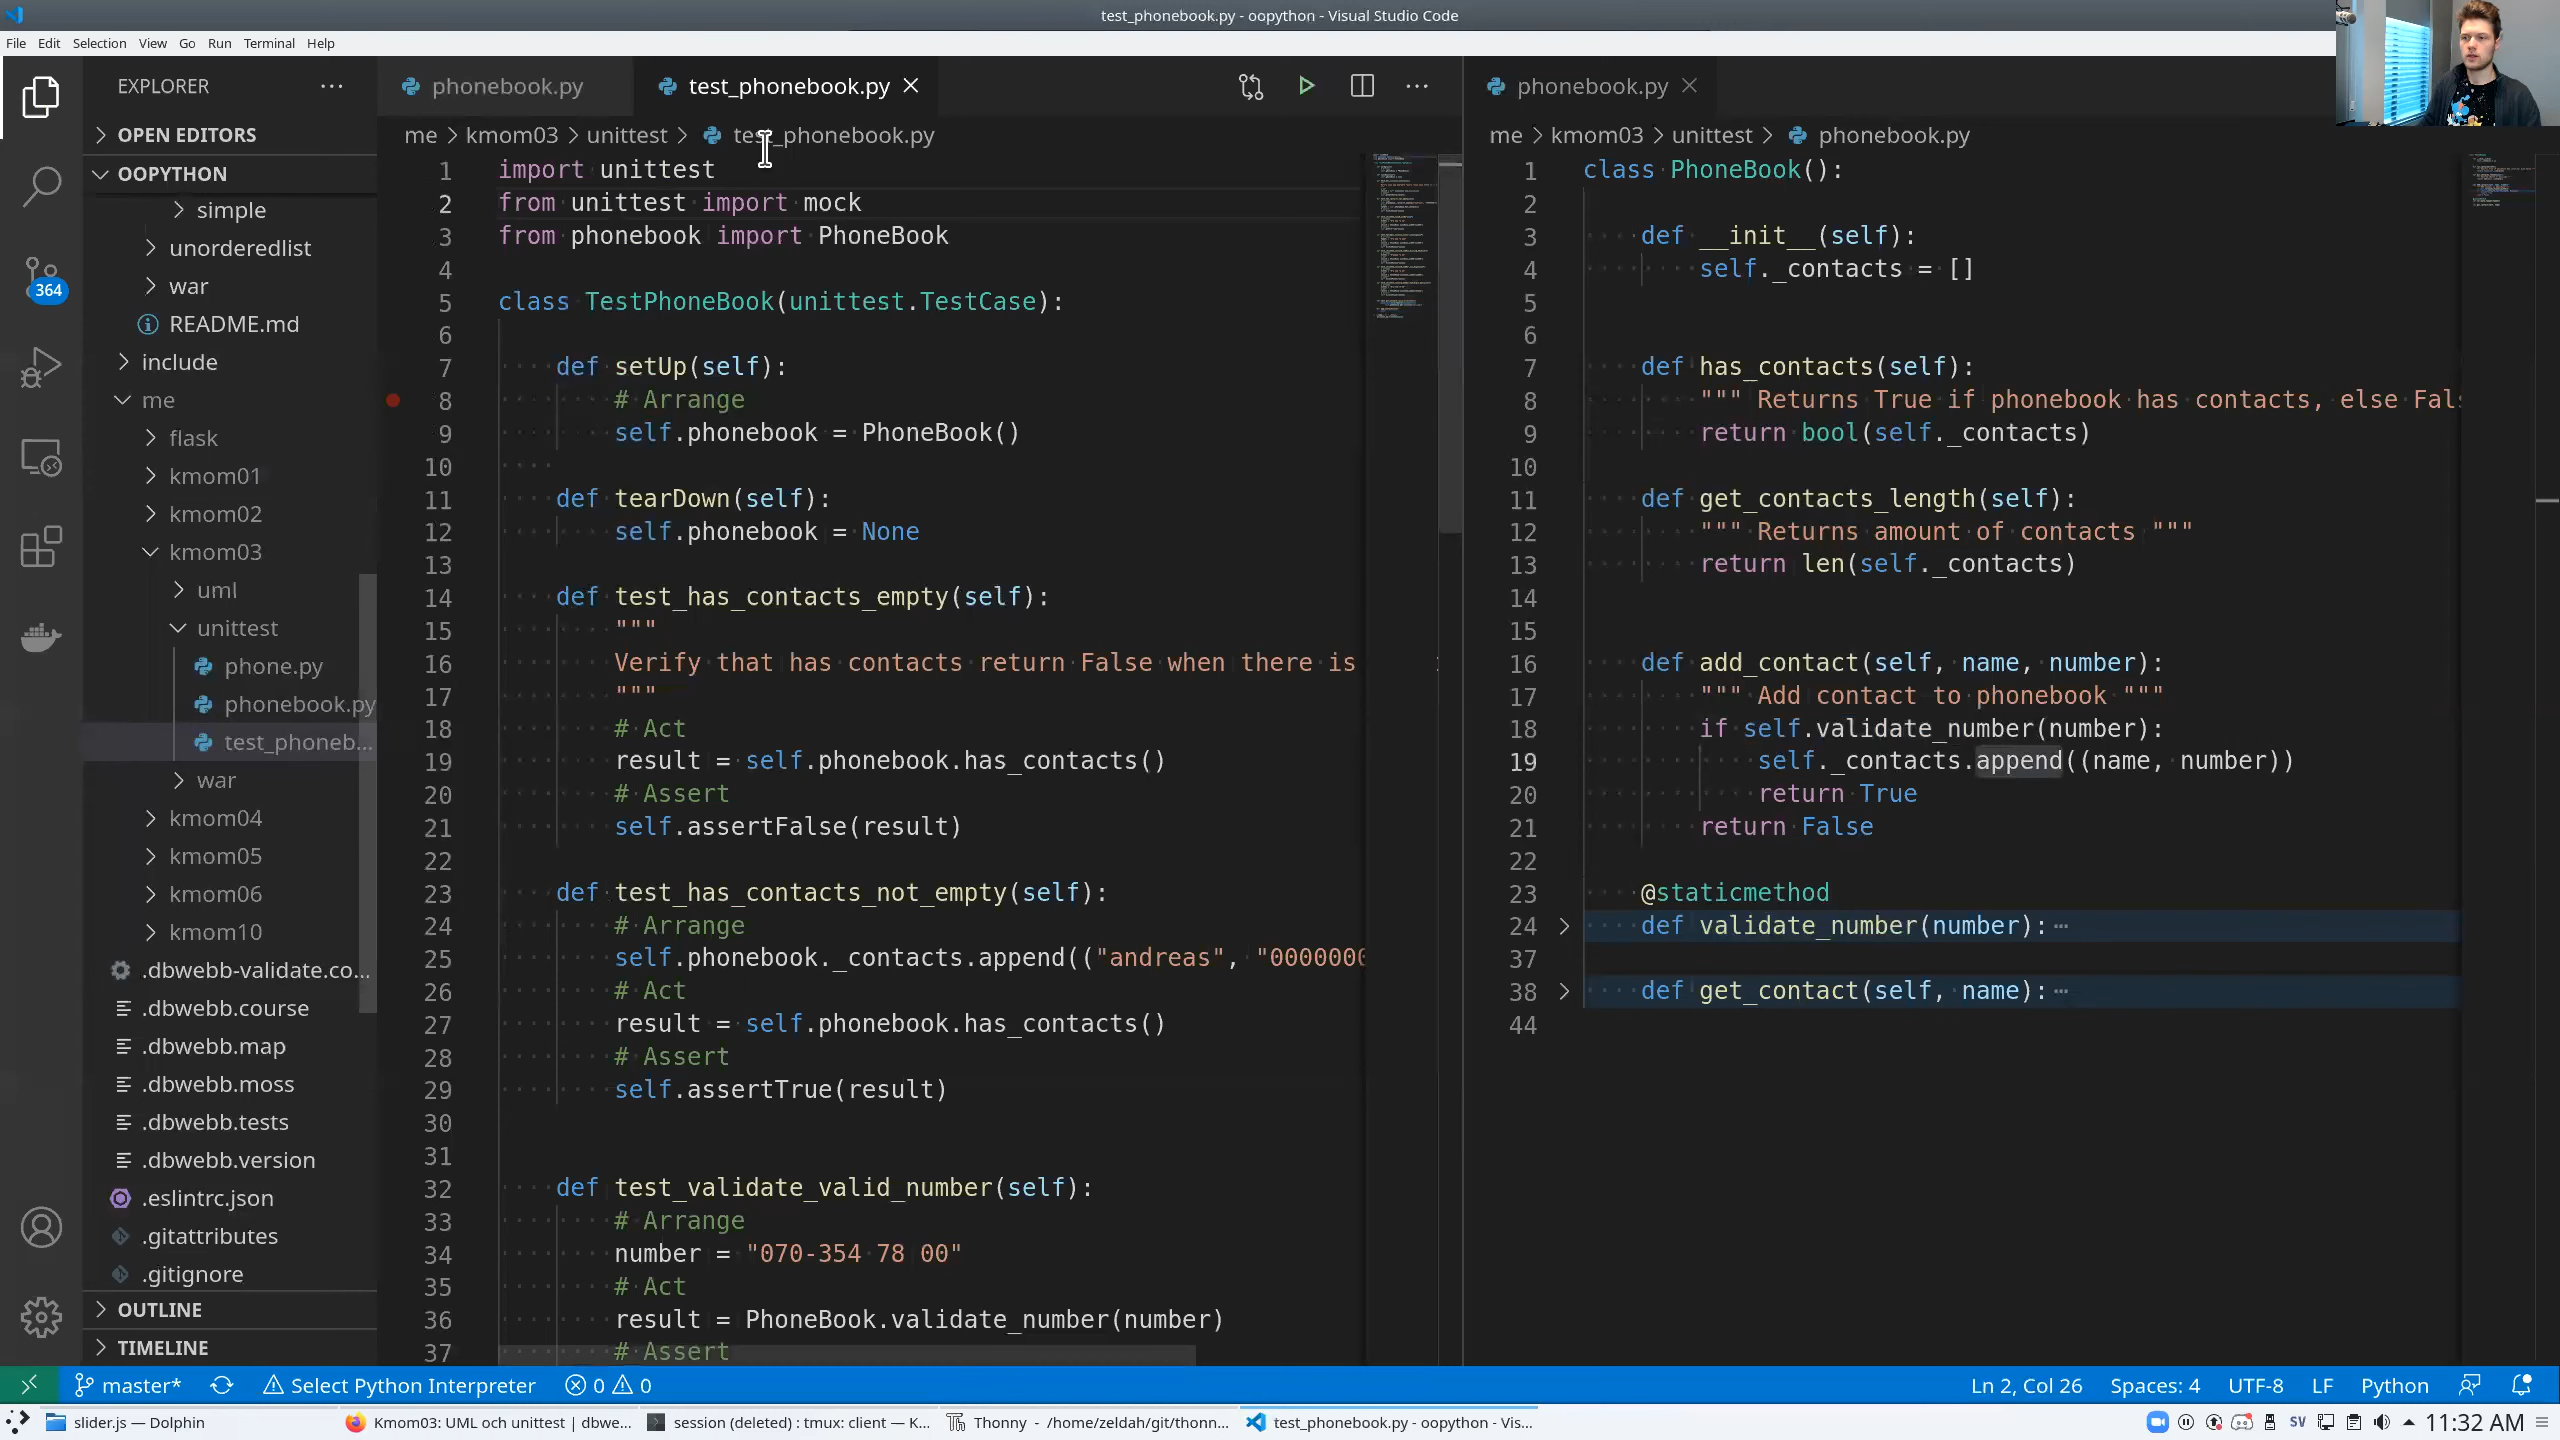 test_phonebook.py - oopython - Visual Studio Code
File Edit Selection View Go Run Terminal Help
EXPLORER
OPEN EDITORS
OOPYTHON
simple
unorderedlist
war
README.md
include
me
flask
kmom01
kmom02
kmom03
uml
unittest
phone.py
phonebook.py
test_phoneb...
war
kmom04
kmom05
kmom06
kmom10
.dbwebb-validate.co...
.dbwebb.course
.dbwebb.map
.dbwebb.moss
.dbwebb.tests
.dbwebb.version
.eslintrc.json
.gitattributes
.gitignore
OUTLINE
TIMELINE
364
phonebook.py test_phonebook.py
me > kmom03 > unittest > test_phonebook.py
1 import unittest
2 from unittest import mock
3 from phonebook import PhoneBook
4
5 class TestPhoneBook(unittest.TestCase):
6
7 def setUp(self):
8 # Arrange
9 self.phonebook = PhoneBook()
10
11 def tearDown(self):
12 self.phonebook = None
13
14 def test_has_contacts_empty(self):
15 """
16 Verify that has contacts return False when there is
17 """
18 # Act
19 result = self.phonebook.has_contacts()
20 # Assert
21 self.assertFalse(result)
22
23 def test_has_contacts_not_empty(self):
24 # Arrange
25 self.phonebook._contacts.append(("andreas", "0000000
26 # Act
27 result = self.phonebook.has_contacts()
28 # Assert
29 self.assertTrue(result)
30
31
32 def test_validate_valid_number(self):
33 # Arrange
34 number = "070-354 78 00"
35 # Act
36 result = PhoneBook.validate_number(number)
37 # Assert
phonebook.py
me > kmom03 > unittest > phonebook.py
1 class PhoneBook():
2
3 def __init__(self):
4 self._contacts = []
5
6
7 def has_contacts(self):
8 """ Returns True if phonebook has contacts, else Fal
9 return bool(self._contacts)
10
11 def get_contacts_length(self):
12 """ Returns amount of contacts """
13 return len(self._contacts)
14
15
16 def add_contact(self, name, number):
17 """ Add contact to phonebook """
18 if self.validate_number(number):
19 self._contacts.append((name, number))
20 return True
21 return False
22
23 @staticmethod
24 def validate_number(number): ⋯
37
38 def get_contact(self, name): ⋯
44
master* Select Python Interpreter 0 0 Ln 2, Col 26 Spaces: 4 UTF-8 LF Python
slider.js — Dolphin Kmom03: UML och unittest | dbwe... session (deleted) : tmux: client — K... Thonny - /home/zeldah/git/thonn... test_phonebook.py - oopython - Vis... SV 11:32 AM